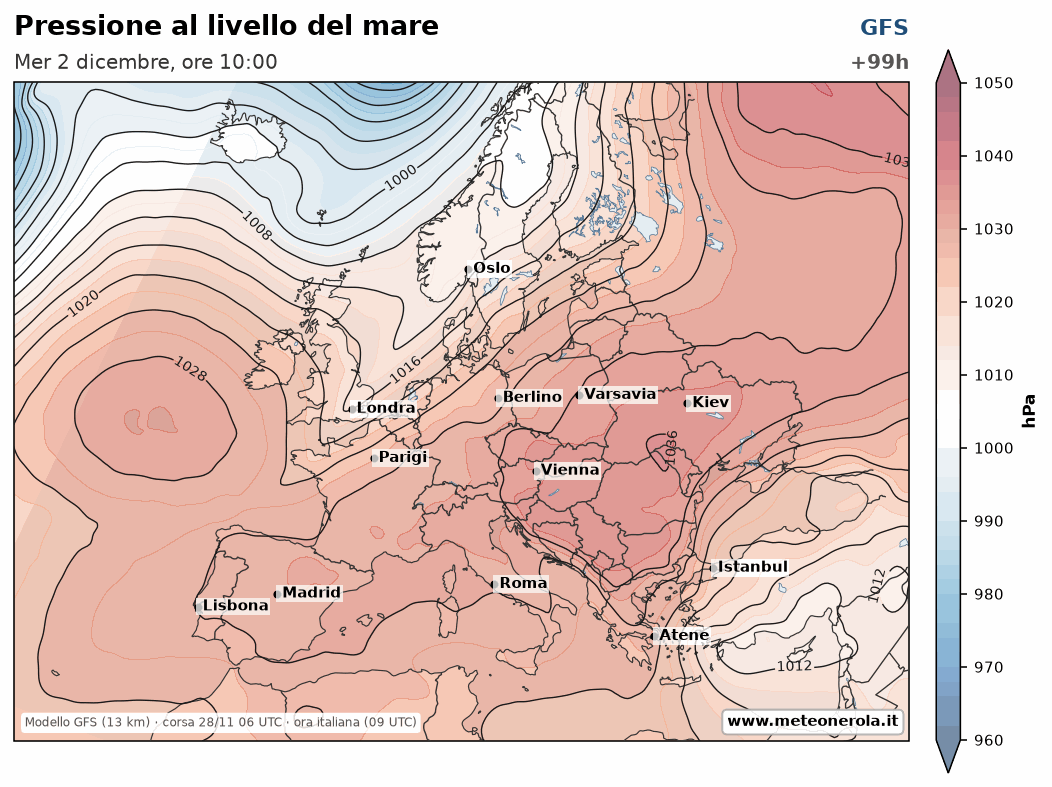 Pressione al livello del mare
GFS
Mer 2 dicembre, ore 10:00
+99h
1050
1040
1030
1020
1010
1000
990
980
970
960
hPa
1000
1008
1020
1028
1016
1036
1012
1012
Oslo
Londra
Berlino
Varsavia
Kiev
Parigi
Vienna
Istanbul
Roma
Madrid
Lisbona
Atene
Modello GFS (13 km) · corsa 28/11 06 UTC · ora italiana (09 UTC)
www.meteonerola.it